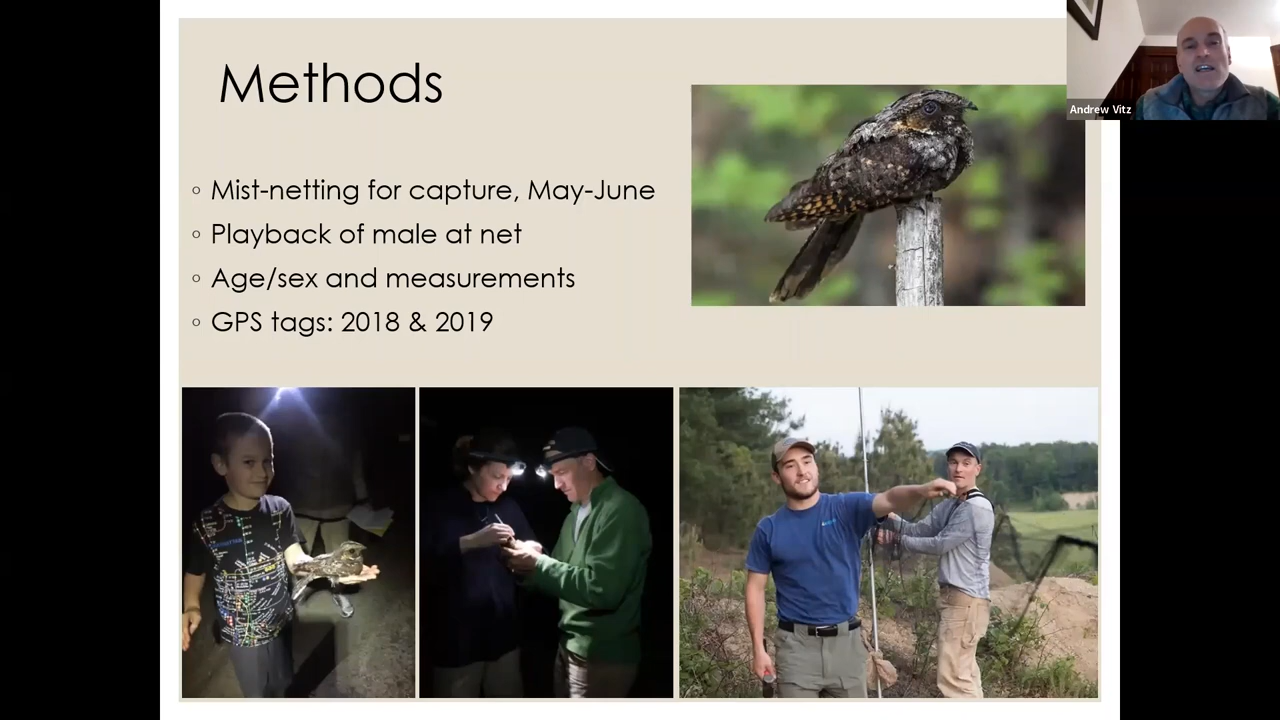 Methods
Andrew Vitz
◦ Mist-netting for capture, May-June
◦ Playback of male at net
◦ Age/sex and measurements
◦ GPS tags: 2018 & 2019